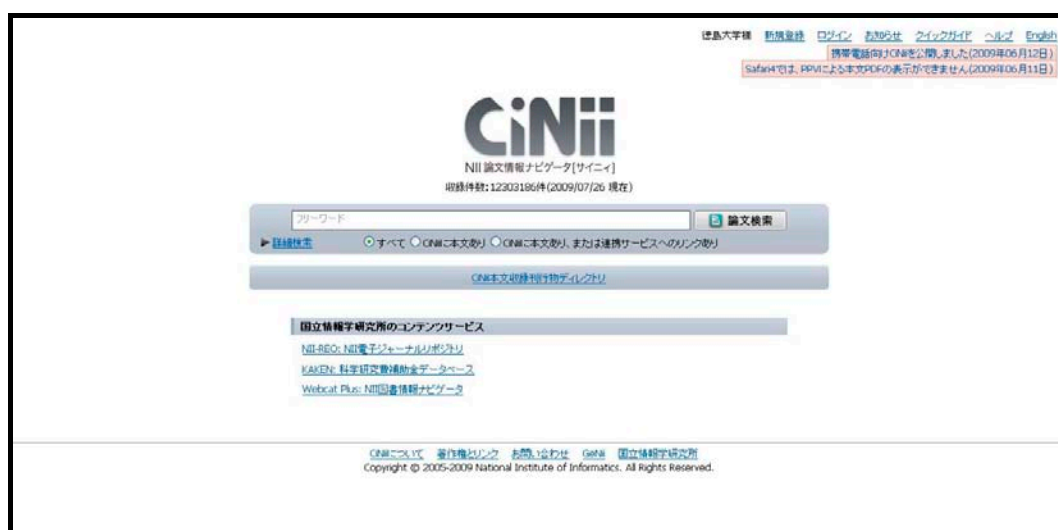 徳島大学様 新規登録 ログイン お知らせ クイックガイド ヘルプ English
携帯電話向けCiNiiを公開しました(2009年06月12日)
Safari4では、PPVによる本文PDFの表示ができません(2009年06月11日)
CiNii
NII論文情報ナビゲータ[サイニィ]
収録件数:12303186件(2009/07/26 現在)
フリーワード 論文検索
詳細検索 すべて CiNiiに本文あり CiNiiに本文あり、または連携サービスへのリンクあり
CiNii本文収録刊行物ディレクトリ
国立情報学研究所のコンテンツサービス
NII-REO: NII電子ジャーナルリポジトリ
KAKEN: 科学研究費補助金データベース
Webcat Plus: NII図書情報ナビゲータ
CiNiiについて 著作権とリンク お問い合わせ GeNii 国立情報学研究所
Copyright © 2005-2009 National Institute of Informatics. All Rights Reserved.